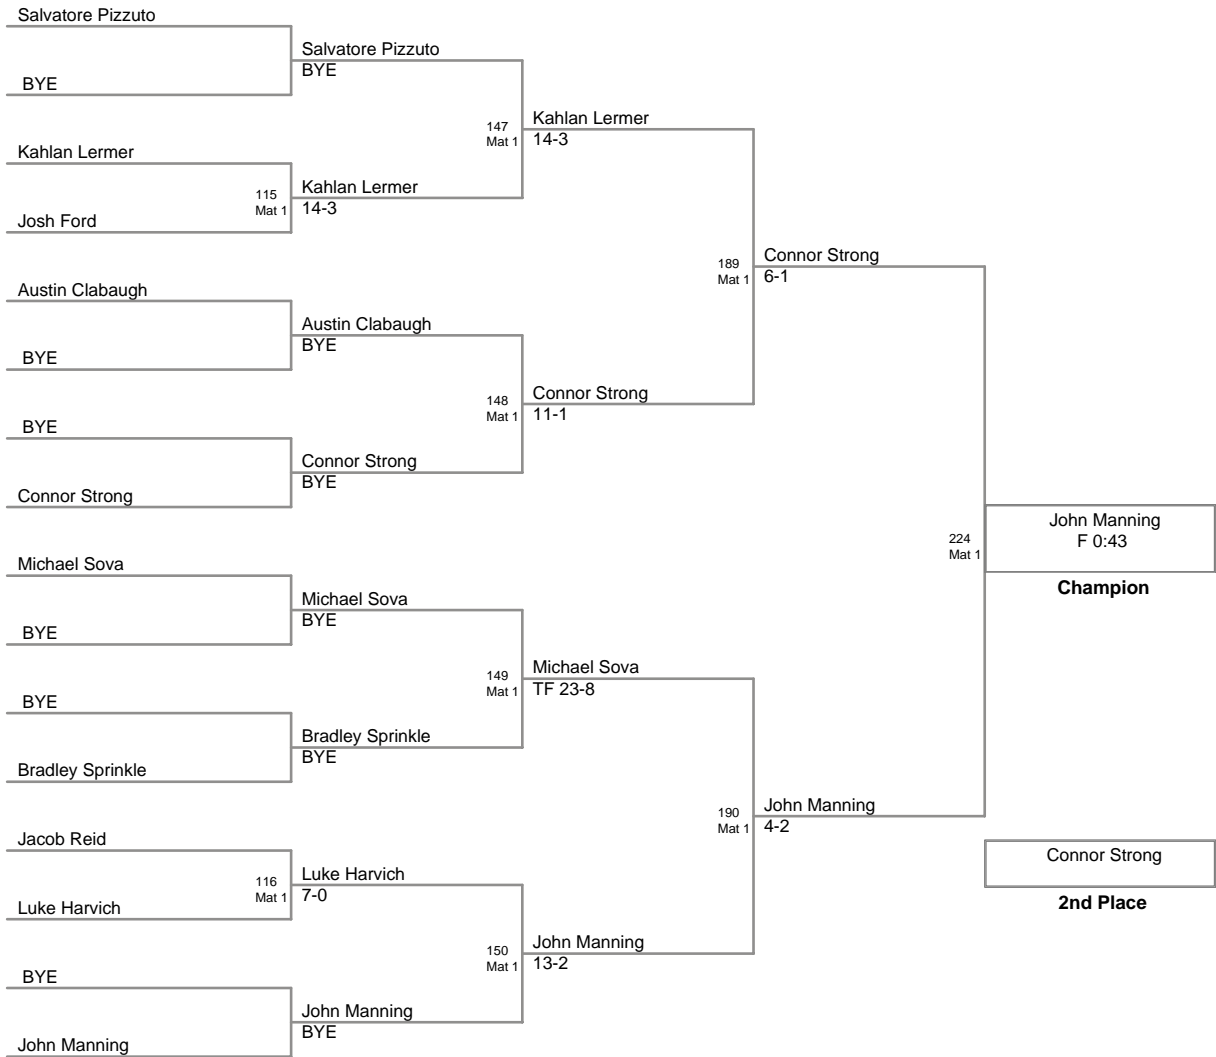 Salvatore Pizzuto
BYE
Kahlan Lermer
Josh Ford
Austin Clabaugh
BYE
BYE
Connor Strong
Michael Sova
BYE
BYE
Bradley Sprinkle
Jacob Reid
Luke Harvich
BYE
John Manning
Salvatore Pizzuto
BYE
115
Mat 1
Kahlan Lermer
14-3
Austin Clabaugh
BYE
Connor Strong
BYE
Michael Sova
BYE
Bradley Sprinkle
BYE
116
Mat 1
Luke Harvich
7-0
John Manning
BYE
147
Mat 1
Kahlan Lermer
14-3
148
Mat 1
Connor Strong
11-1
149
Mat 1
Michael Sova
TF 23-8
150
Mat 1
John Manning
13-2
189
Mat 1
Connor Strong
6-1
190
Mat 1
John Manning
4-2
224
Mat 1
John Manning
F 0:43
Champion
Connor Strong
2nd Place